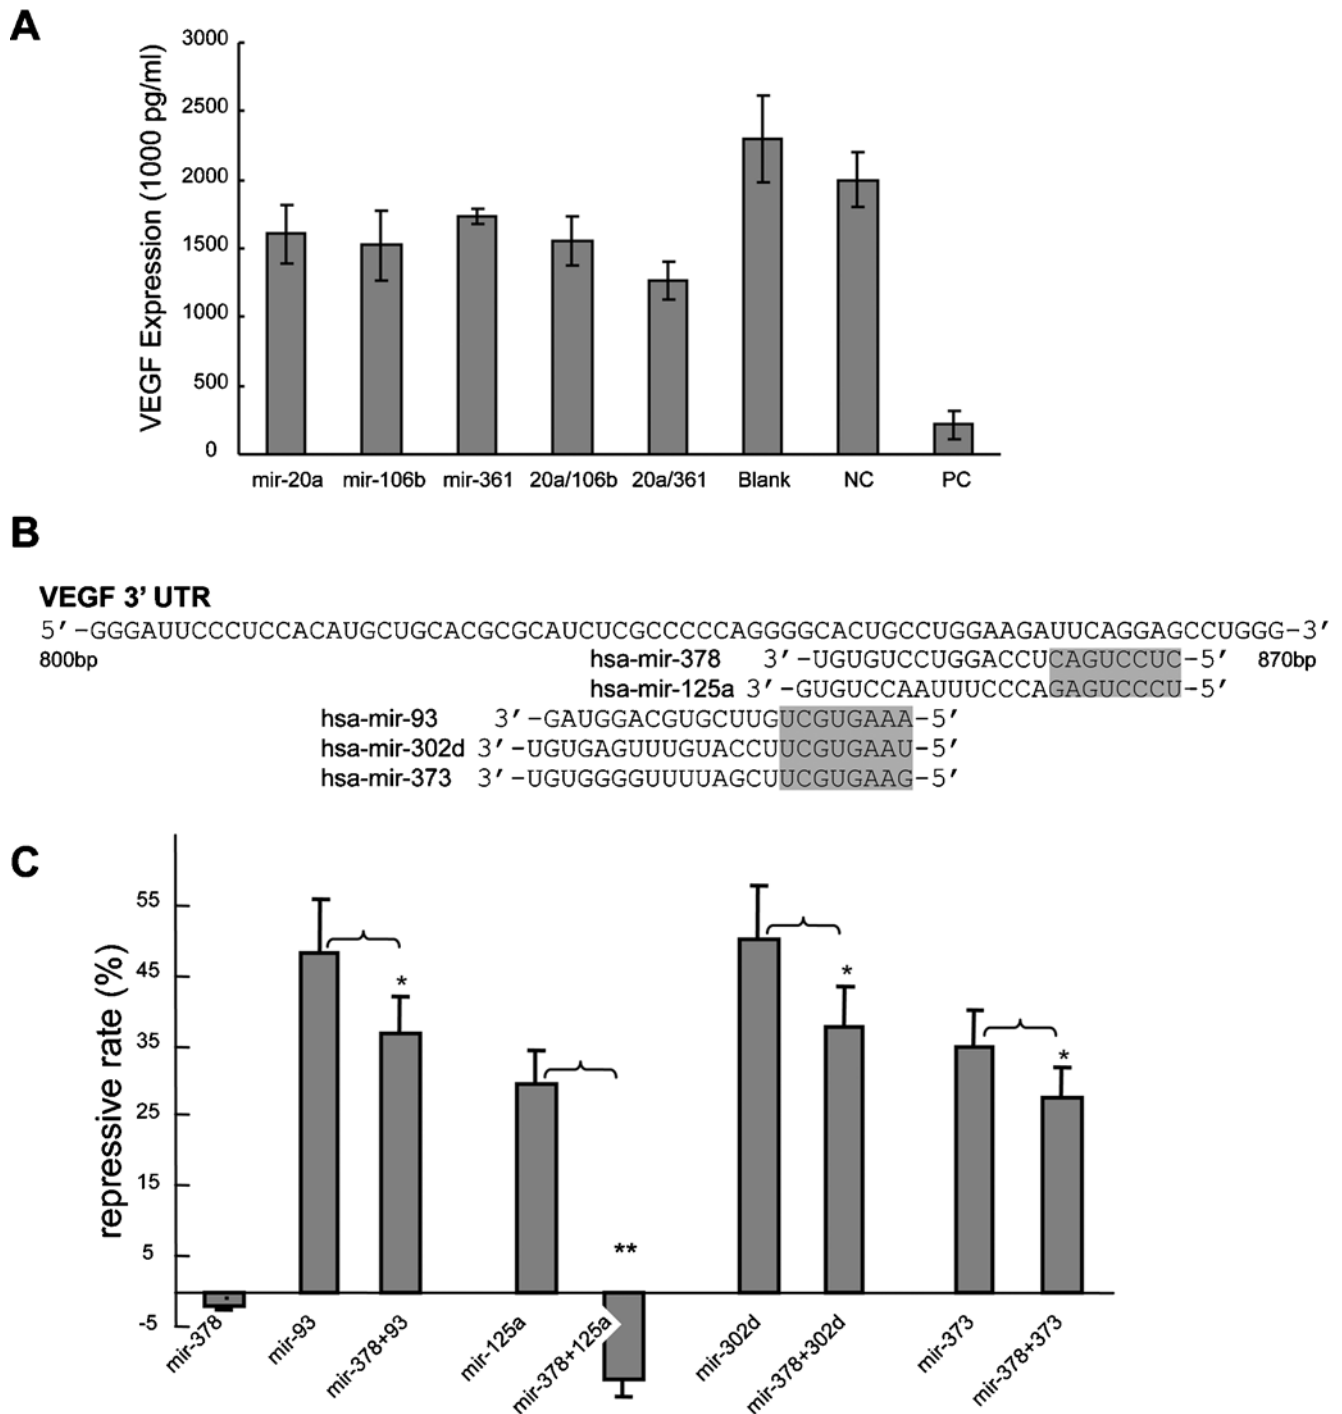 A
VEGF Expression (1000 pg/ml)
3000
2500
2000
1500
1000
500
0
mir-20a mir-106b mir-361 20a/106b 20a/361 Blank NC PC
B
VEGF 3′ UTR
5′-GGGAUUCCCUCCACAUGCUGCACGCGCAUCUCGCCCCCAGGGGCACUGCCUGGAAGAUUCAGGAGCCUGGG-3′
800bp
870bp
hsa-mir-378 3′-UGUGUCCUGGACCUCAGUCCUC-5′
hsa-mir-125a 3′-GUGUCCAAUUUCCCAGAGUCCCU-5′
hsa-mir-93 3′-GAUGGACGUGCUUGUCGUGAAA-5′
hsa-mir-302d 3′-UGUGAGUUUGUACCUUCGUGAAU-5′
hsa-mir-373 3′-UGUGGGGUUUUAGCUUCGUGAAG-5′
C
repressive rate (%)
55
45
35
25
15
5
-5
*
**
*
*
mir-378 mir-93 mir-378+93 mir-125a mir-378+125a mir-302d mir-378+302d mir-373 mir-378+373